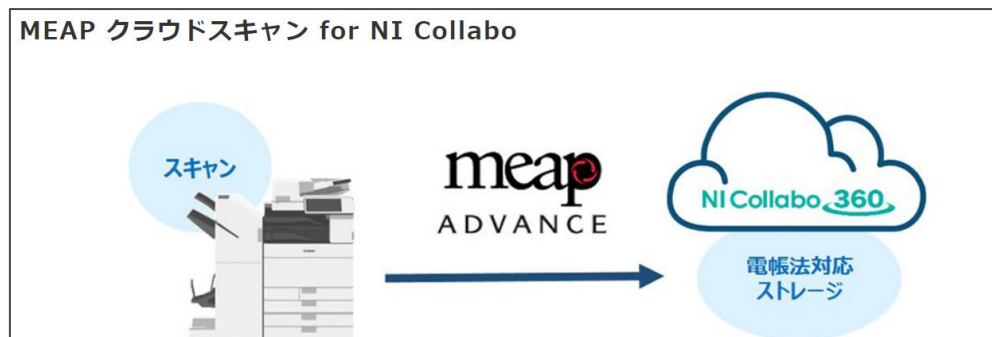 MEAP クラウドスキャン for NI Collabo
スキャン
meap
ADVANCE
NI Collabo 360
電帳法対応
ストレージ